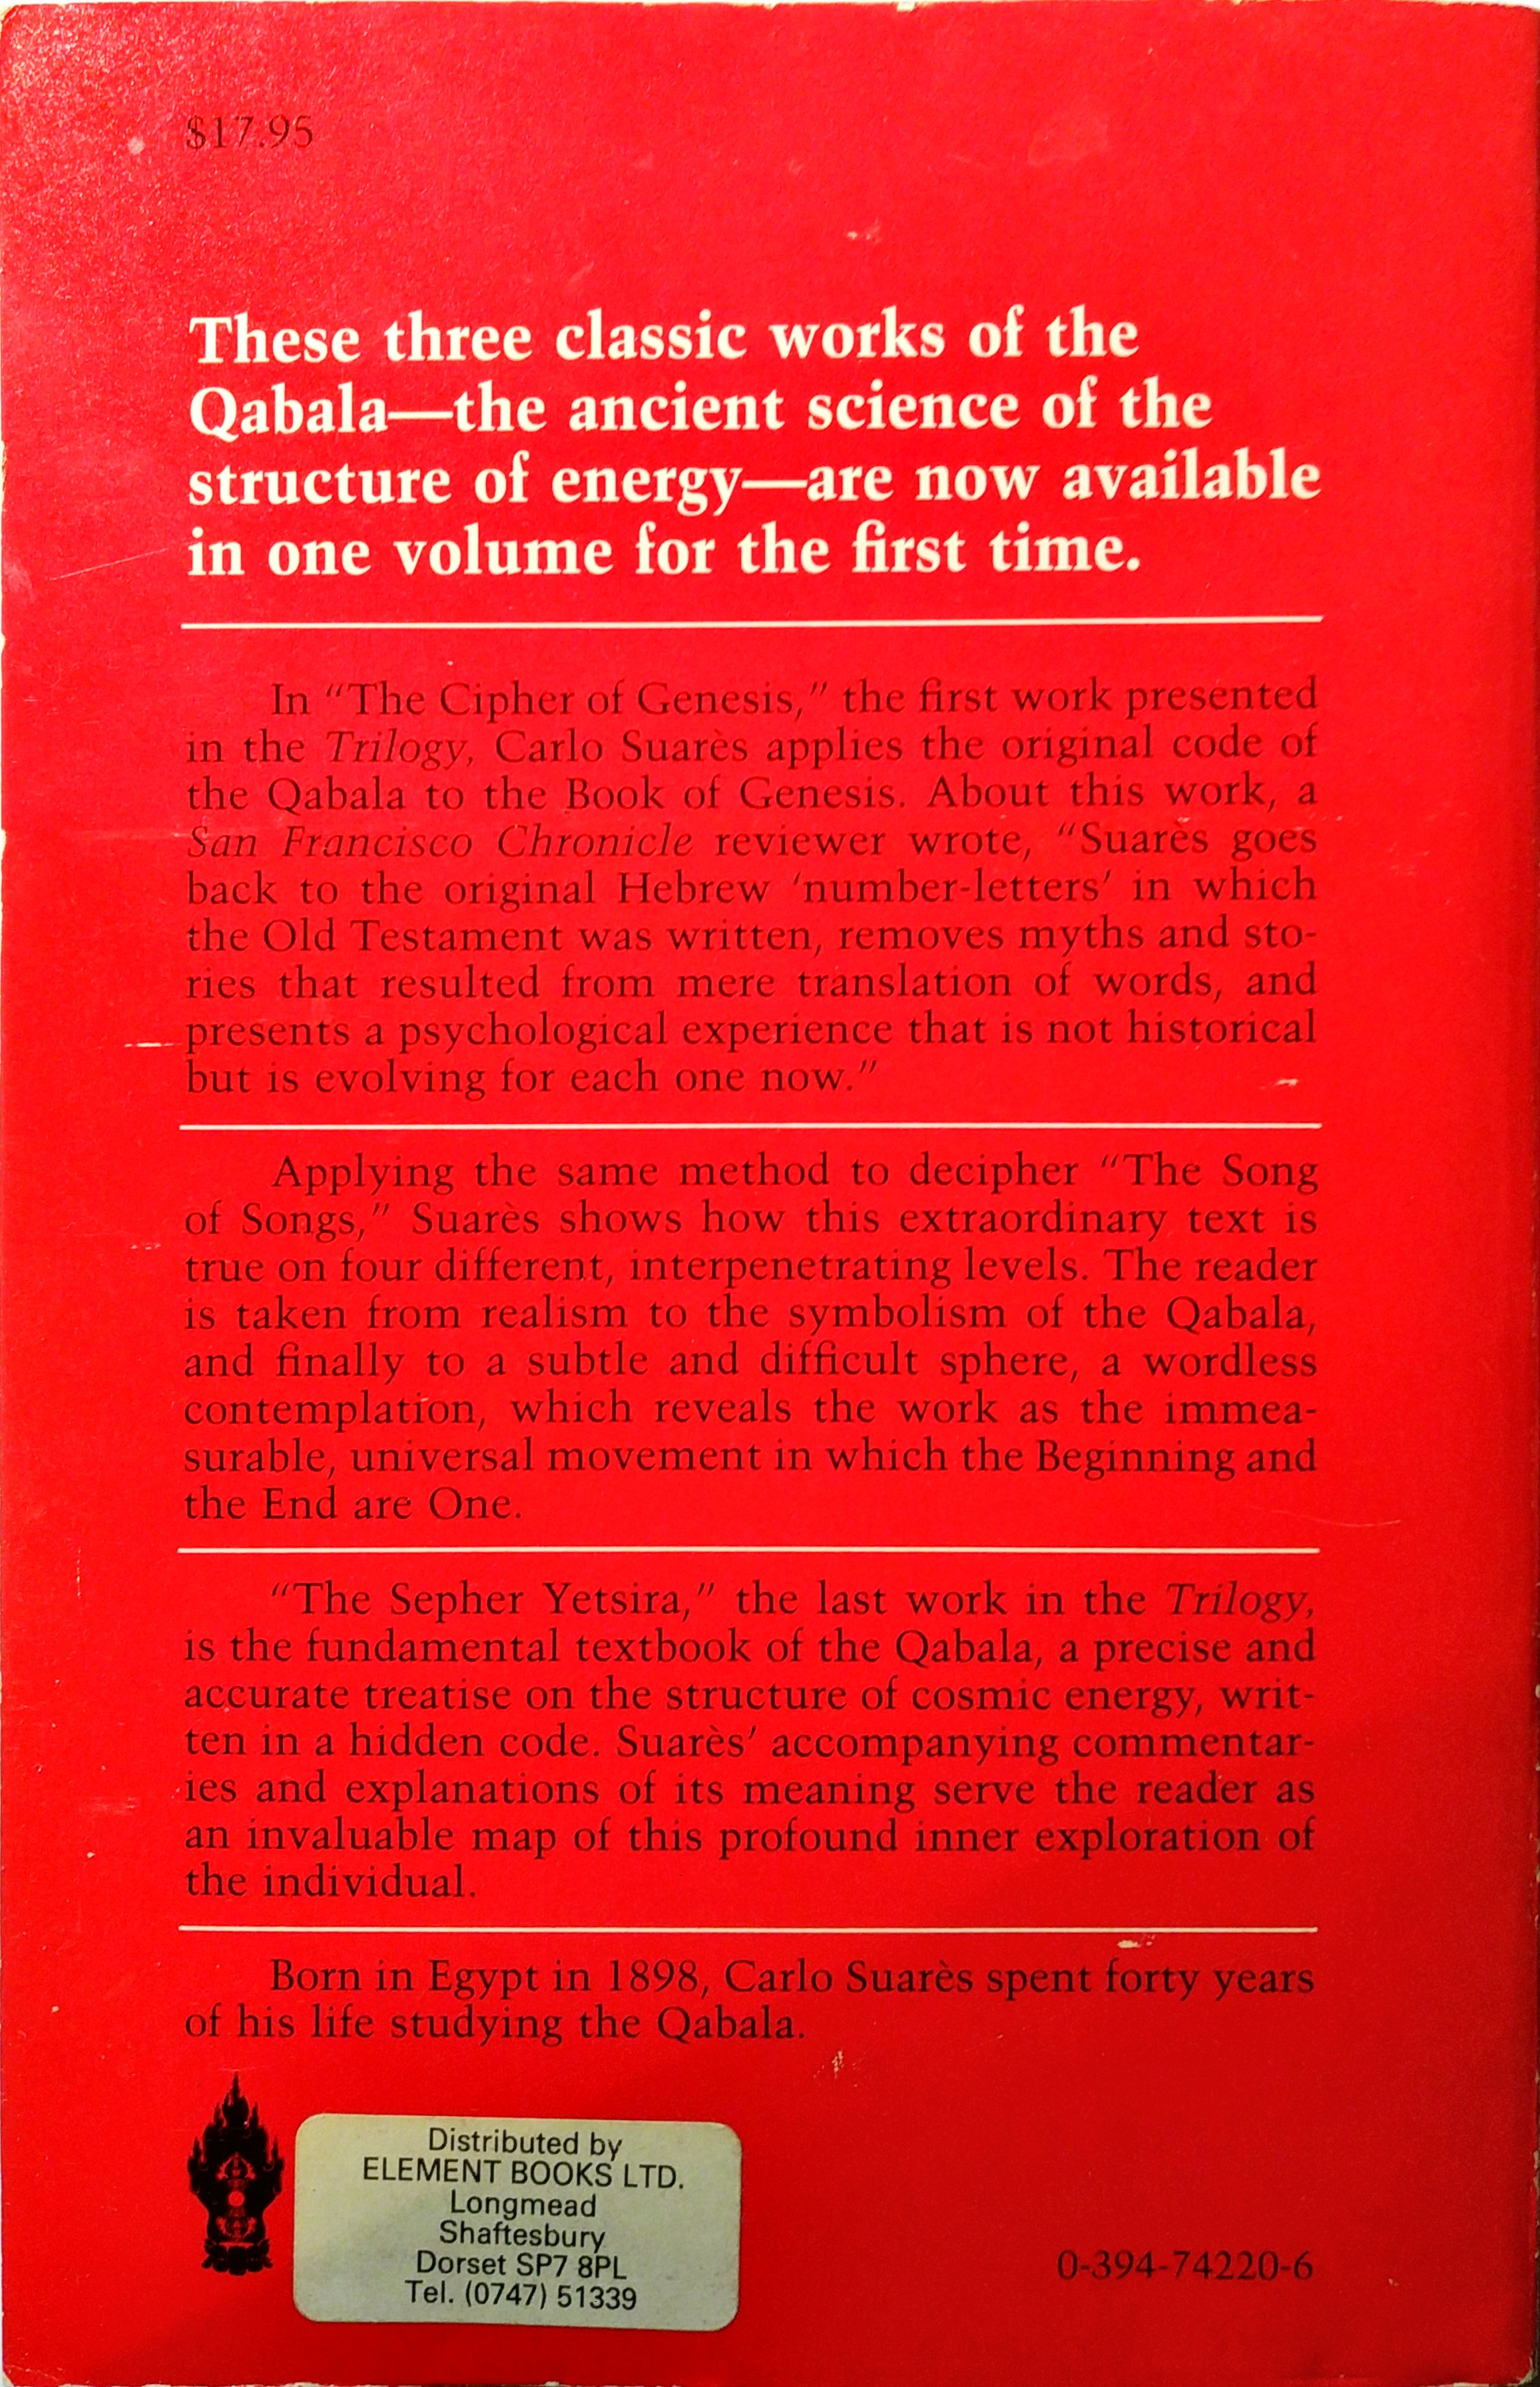 $17.95
These three classic works of the
Qabala—the ancient science of the
structure of energy—are now available
in one volume for the first time.
In “The Cipher of Genesis,” the first work presented
in the Trilogy, Carlo Suarès applies the original code of
the Qabala to the Book of Genesis. About this work, a
San Francisco Chronicle reviewer wrote, “Suarès goes
back to the original Hebrew ‘number-letters’ in which
the Old Testament was written, removes myths and sto-
ries that resulted from mere translation of words, and
presents a psychological experience that is not historical
but is evolving for each one now.”
Applying the same method to decipher “The Song
of Songs,” Suarès shows how this extraordinary text is
true on four different, interpenetrating levels. The reader
is taken from realism to the symbolism of the Qabala,
and finally to a subtle and difficult sphere, a wordless
contemplation, which reveals the work as the immea-
surable, universal movement in which the Beginning and
the End are One.
“The Sepher Yetsira,” the last work in the Trilogy,
is the fundamental textbook of the Qabala, a precise and
accurate treatise on the structure of cosmic energy, writ-
ten in a hidden code. Suarès’ accompanying commentar-
ies and explanations of its meaning serve the reader as
an invaluable map of this profound inner exploration of
the individual.
Born in Egypt in 1898, Carlo Suarès spent forty years
of his life studying the Qabala.
Distributed by
ELEMENT BOOKS LTD.
Longmead
Shaftesbury
Dorset SP7 8PL
Tel. (0747) 51339
0-394-74220-6